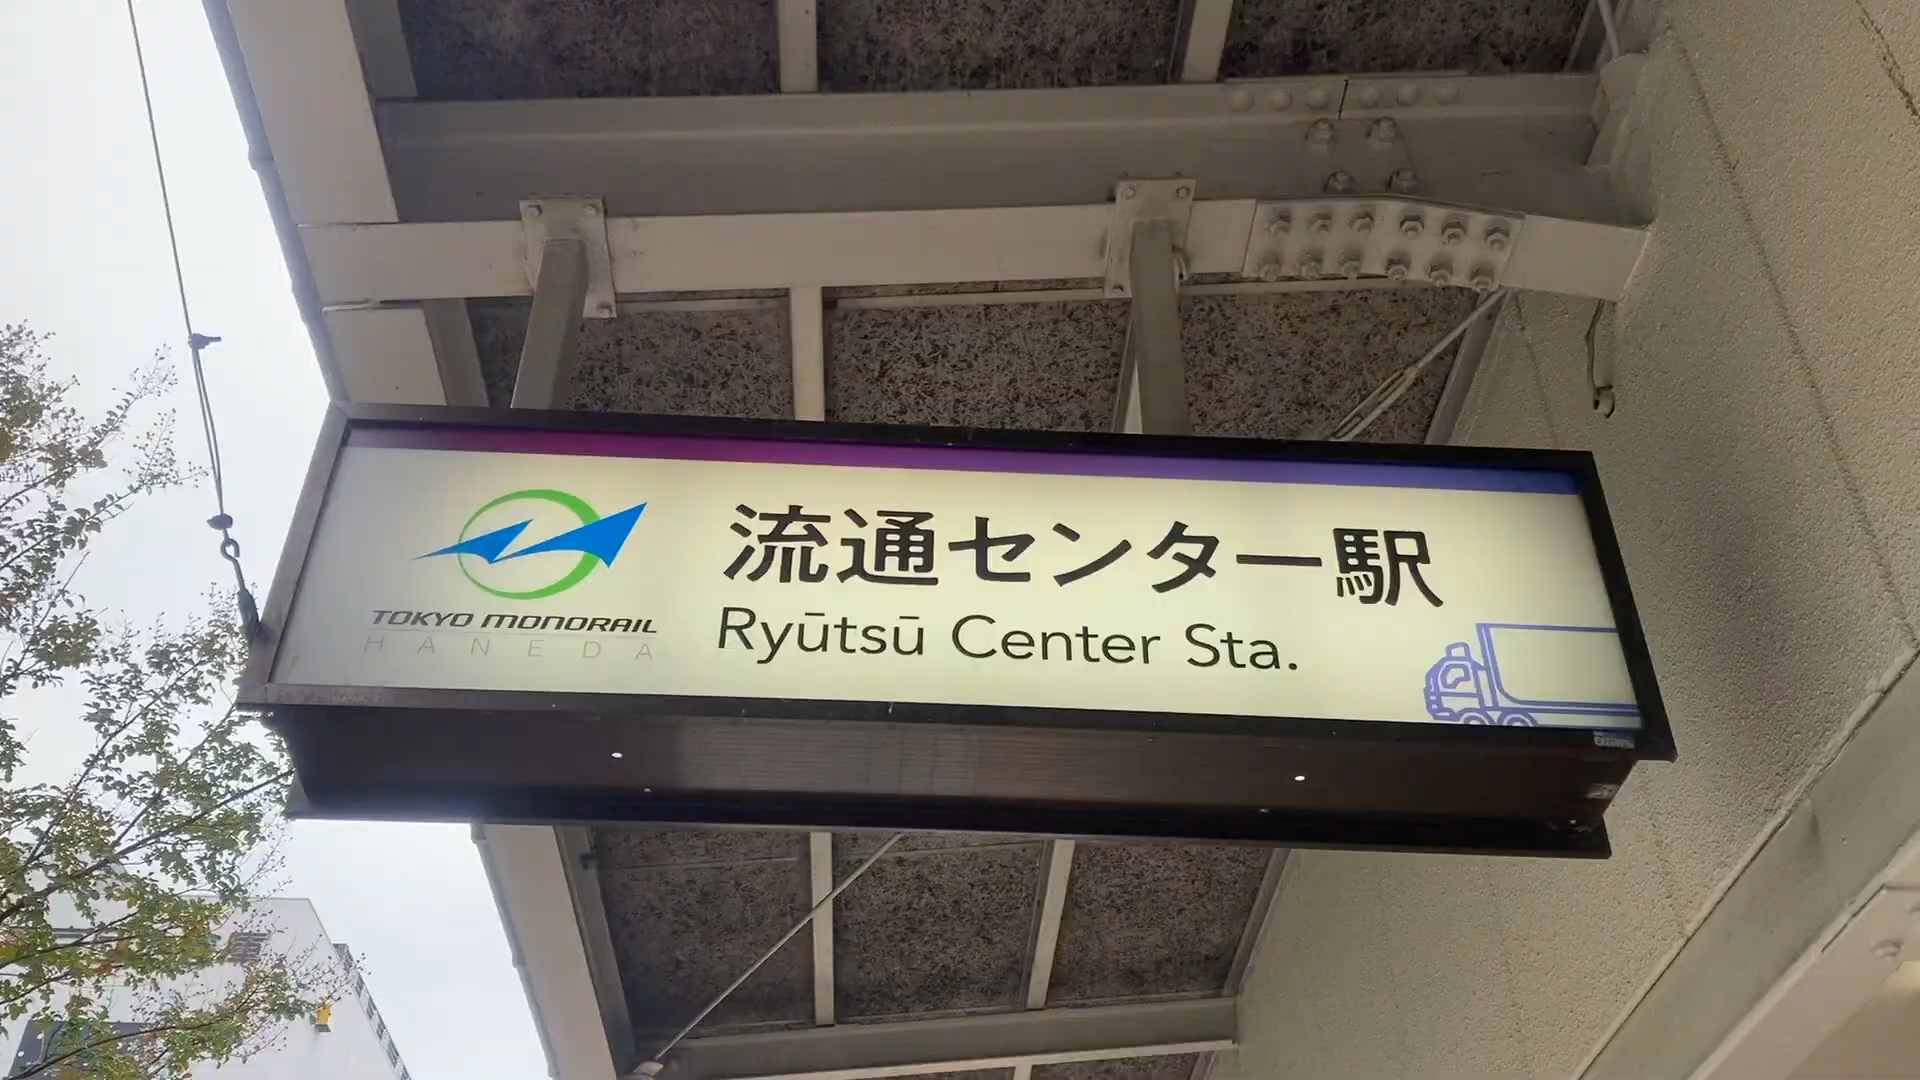 流通センター駅
Ryūtsū Center Sta.
TOKYO MONORAIL
HANEDA